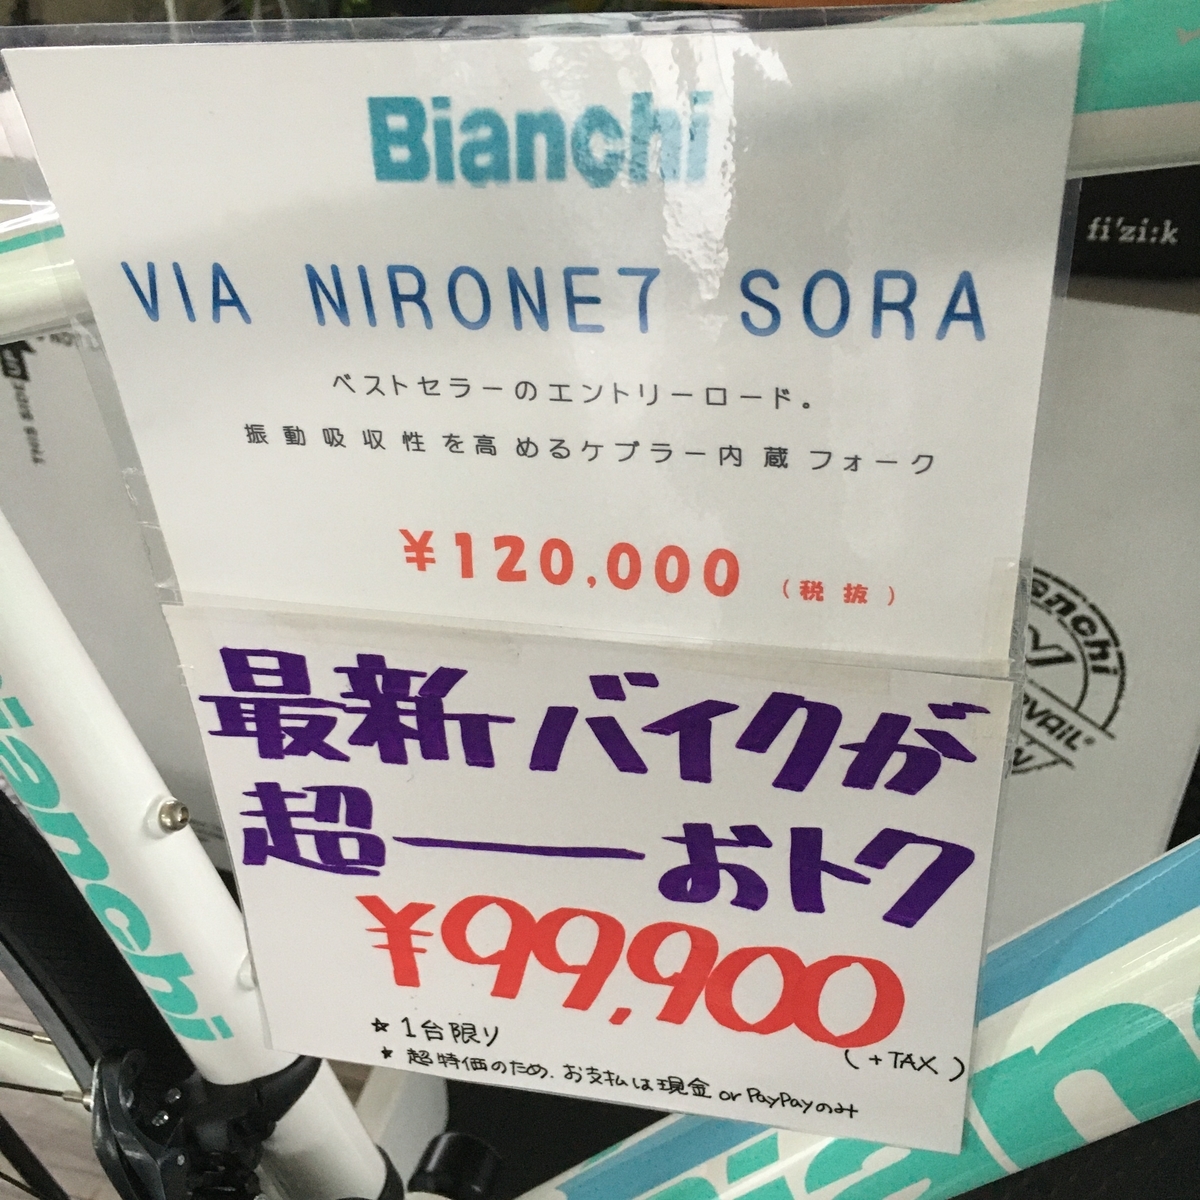 Bianchi
VIA NIRONE7 SORA
ベストセラーのエントリーロード。
振動吸収性を高めるケブラー内蔵フォーク
¥120,000 (税抜)
最新バイクが
超――おトク
¥99,900
(+TAX)
★ 1台限り
★ 超特価のため、お支払は現金 or PayPayのみ
fi'zi:k
Bianchi